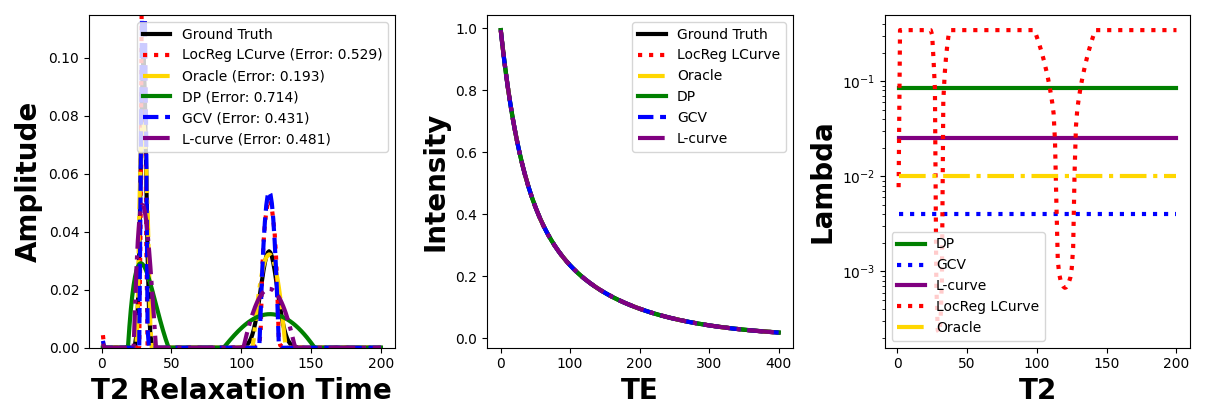 Amplitude
0.10
0.08
0.06
0.04
0.02
0.00
Ground Truth
LocReg LCurve (Error: 0.529)
Oracle (Error: 0.193)
DP (Error: 0.714)
GCV (Error: 0.431)
L-curve (Error: 0.481)
0 50 100 150 200
T2 Relaxation Time
Intensity
1.0
0.8
0.6
0.4
0.2
0.0
Ground Truth
LocReg LCurve
Oracle
DP
GCV
L-curve
0 100 200 300 400
TE
Lambda
10⁻¹
10⁻²
10⁻³
DP
GCV
L-curve
LocReg LCurve
Oracle
0 50 100 150 200
T2